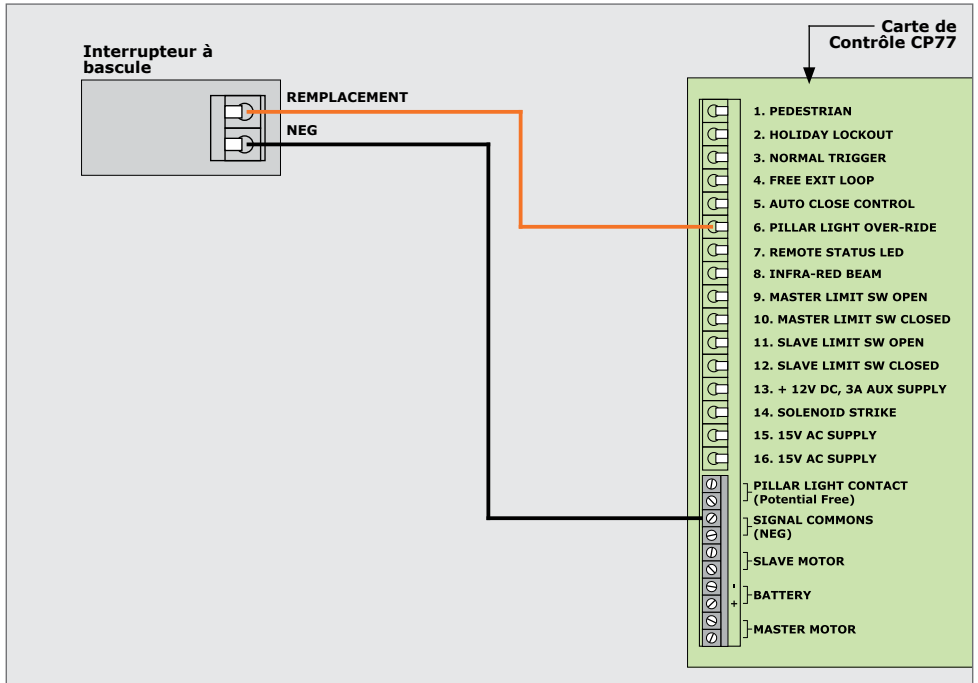 Carte de
Contrôle CP77
Interrupteur à
bascule
REMPLACEMENT
NEG
1. PEDESTRIAN
2. HOLIDAY LOCKOUT
3. NORMAL TRIGGER
4. FREE EXIT LOOP
5. AUTO CLOSE CONTROL
6. PILLAR LIGHT OVER-RIDE
7. REMOTE STATUS LED
8. INFRA-RED BEAM
9. MASTER LIMIT SW OPEN
10. MASTER LIMIT SW CLOSED
11. SLAVE LIMIT SW OPEN
12. SLAVE LIMIT SW CLOSED
13. + 12V DC, 3A AUX SUPPLY
14. SOLENOID STRIKE
15. 15V AC SUPPLY
16. 15V AC SUPPLY
PILLAR LIGHT CONTACT
(Potential Free)
SIGNAL COMMONS
(NEG)
SLAVE MOTOR
-
BATTERY
+
MASTER MOTOR